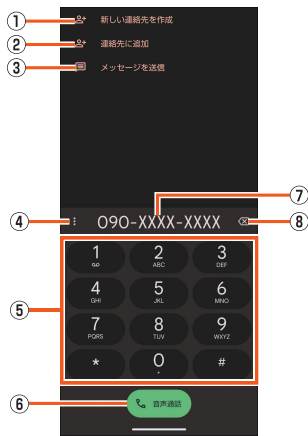 ① 新しい連絡先を作成
② 連絡先に追加
③ メッセージを送信
⑦
④ 090-XXXX-XXXX ⑧
1 2 ABC 3 DEF
⑤ 4 GHI 5 JKL 6 MNO
7 PQRS 8 TUV 9 WXYZ
* 0 + #
⑥ 音声通話